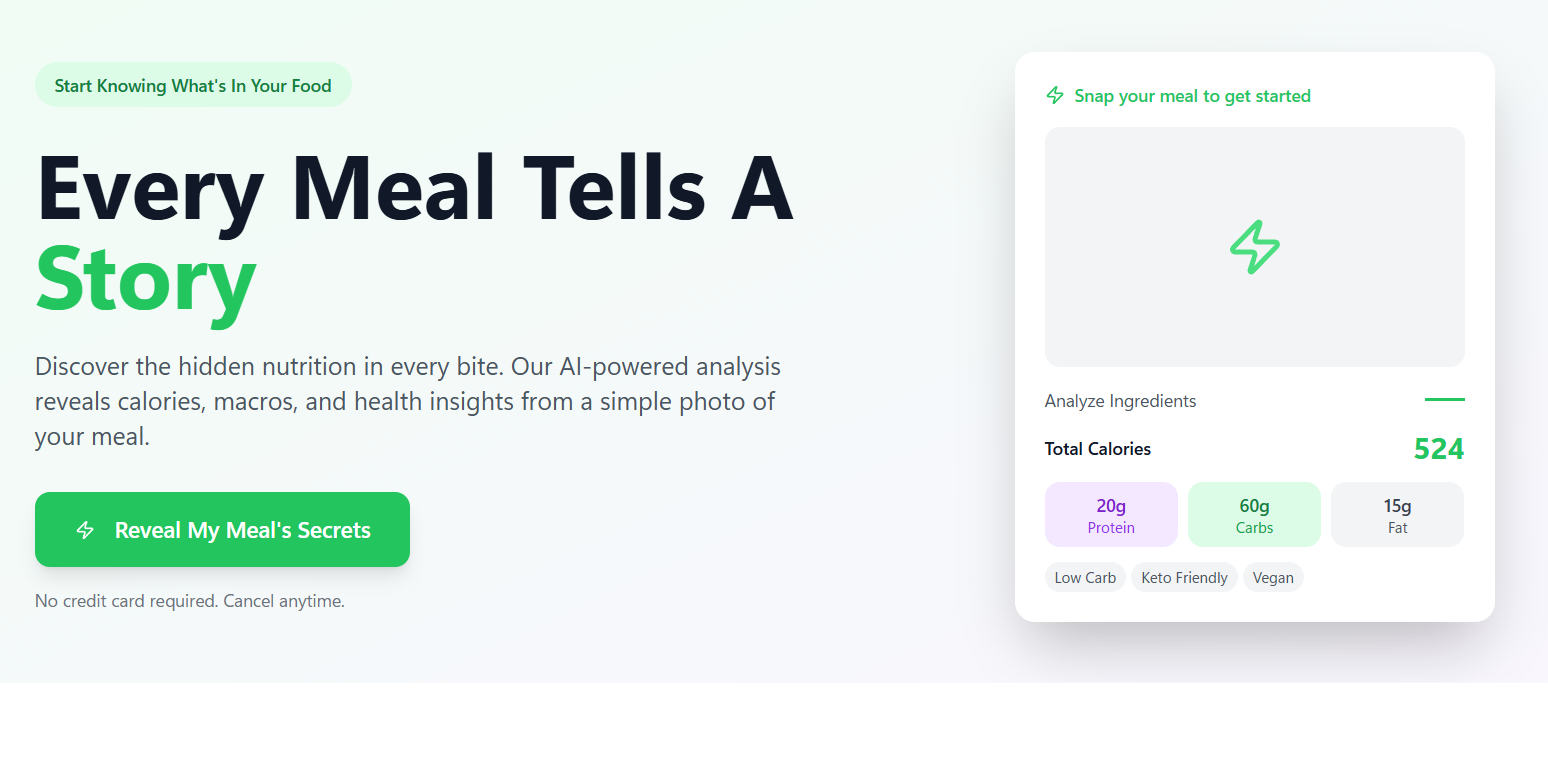 Start Knowing What's In Your Food
Every Meal Tells A
Story
Discover the hidden nutrition in every bite. Our AI-powered analysis
reveals calories, macros, and health insights from a simple photo of
your meal.
Reveal My Meal's Secrets
No credit card required. Cancel anytime.
Snap your meal to get started
Analyze Ingredients
Total Calories 524
20g 60g 15g
Protein Carbs Fat
Low Carb Keto Friendly Vegan